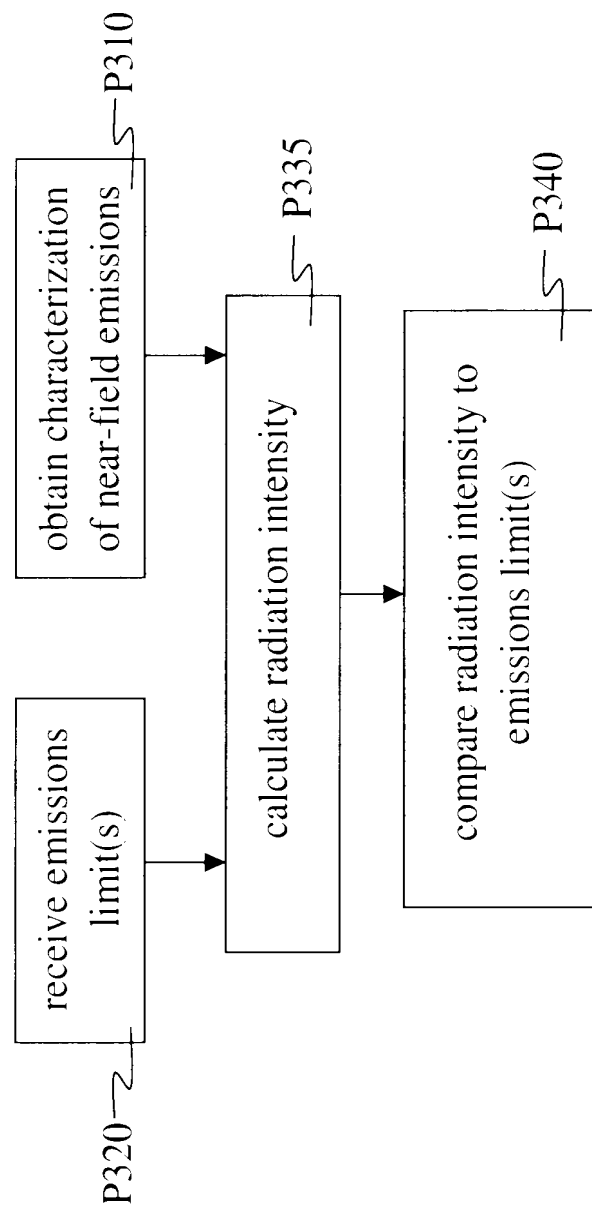 receive emissions
limit(s)
P320
obtain characterization
of near-field emissions
P310
calculate radiation intensity
P335
compare radiation intensity to
emissions limit(s)
P340